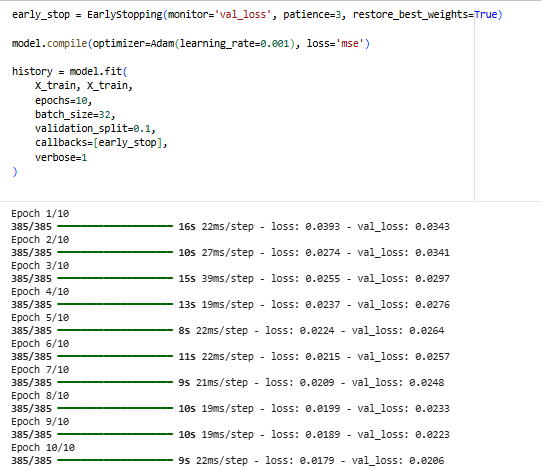 early_stop = EarlyStopping(monitor='val_loss', patience=3, restore_best_weights=True)
model.compile(optimizer=Adam(learning_rate=0.001), loss='mse')
history = model.fit(
    X_train, X_train,
    epochs=10,
    batch_size=32,
    validation_split=0.1,
    callbacks=[early_stop],
    verbose=1
)
Epoch 1/10
385/385 16s 22ms/step - loss: 0.0393 - val_loss: 0.0343
Epoch 2/10
385/385 10s 27ms/step - loss: 0.0274 - val_loss: 0.0341
Epoch 3/10
385/385 15s 39ms/step - loss: 0.0255 - val_loss: 0.0297
Epoch 4/10
385/385 13s 19ms/step - loss: 0.0237 - val_loss: 0.0276
Epoch 5/10
385/385 8s 22ms/step - loss: 0.0224 - val_loss: 0.0264
Epoch 6/10
385/385 11s 22ms/step - loss: 0.0215 - val_loss: 0.0257
Epoch 7/10
385/385 9s 21ms/step - loss: 0.0209 - val_loss: 0.0248
Epoch 8/10
385/385 10s 19ms/step - loss: 0.0199 - val_loss: 0.0233
Epoch 9/10
385/385 10s 19ms/step - loss: 0.0189 - val_loss: 0.0223
Epoch 10/10
385/385 9s 22ms/step - loss: 0.0179 - val_loss: 0.0206